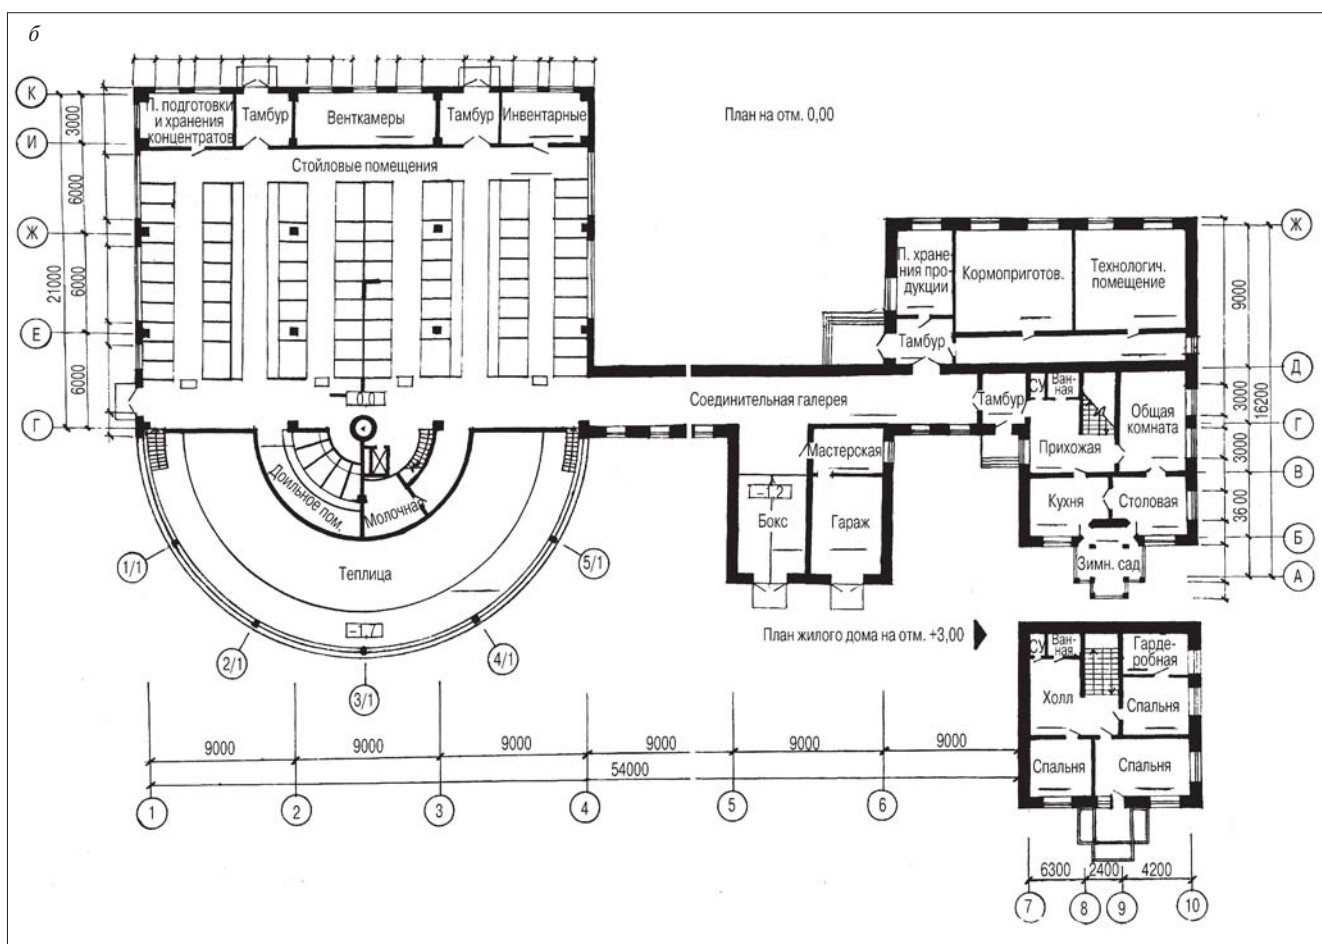 б
План на отм. 0,00
К
И
Ж
Е
Г
3000
6000
6000
6000
21000
П. подготовки
и хранения
концентратов
Тамбур
Венткамеры
Тамбур
Инвентарные
Стойловые помещения
0,0
Доильное пом.
Молочная
Теплица
–1,7
1/1
2/1
3/1
4/1
5/1
Соединительная галерея
П. хране-
ния про-
дукции
Кормоприготов.
Технологич.
помещение
Тамбур
Тамбур
СУ
Ван-
ная
Общая
комната
Прихожая
Мастерская
–1,2
Бокс
Гараж
Кухня
Столовая
Зимн. сад
Ж
Д
Г
В
Б
А
9000
3000
3000
3600
16200
План жилого дома на отм. +3,00
СУ
Ван-
ная
Гарде-
робная
Холл
Спальня
Спальня
Спальня
9000
9000
9000
9000
9000
9000
54000
1
2
3
4
5
6
6300
2400
4200
7
8
9
10